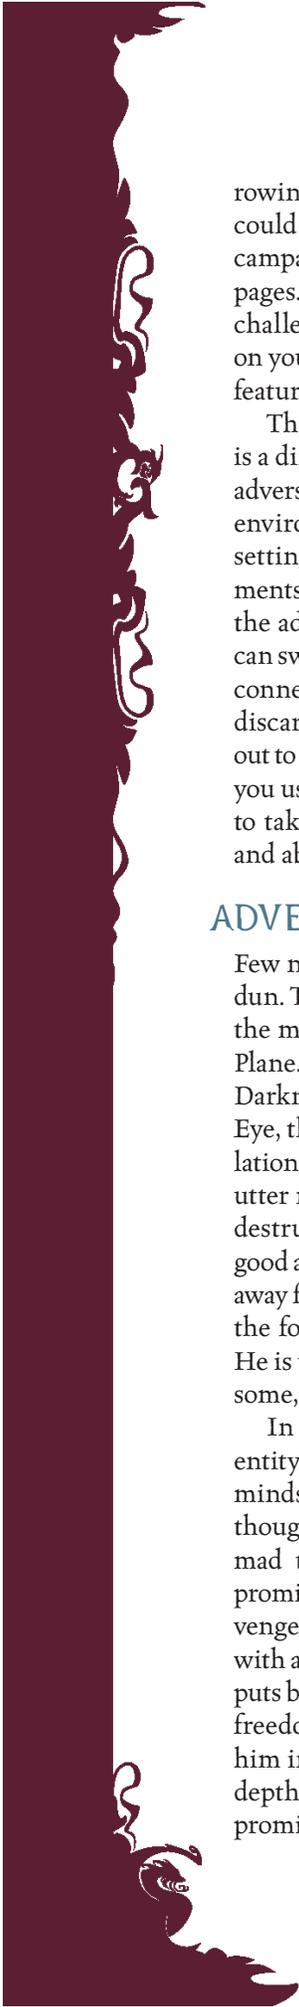 rowin
could
campa
pages.
challe
on you
featur
Th
is a di
advers
enviro
settin
ments
the ad
can sw
conne
discar
out to
you us
to tak
and ab
ADVE
Few n
dun. T
the m
Plane.
Darkn
Eye, th
lation
utter r
destru
good a
away f
the fo
He is t
some,
In
entity
minds
thoug
mad t
promi
venge
with a
puts b
freedo
him in
depth
promi